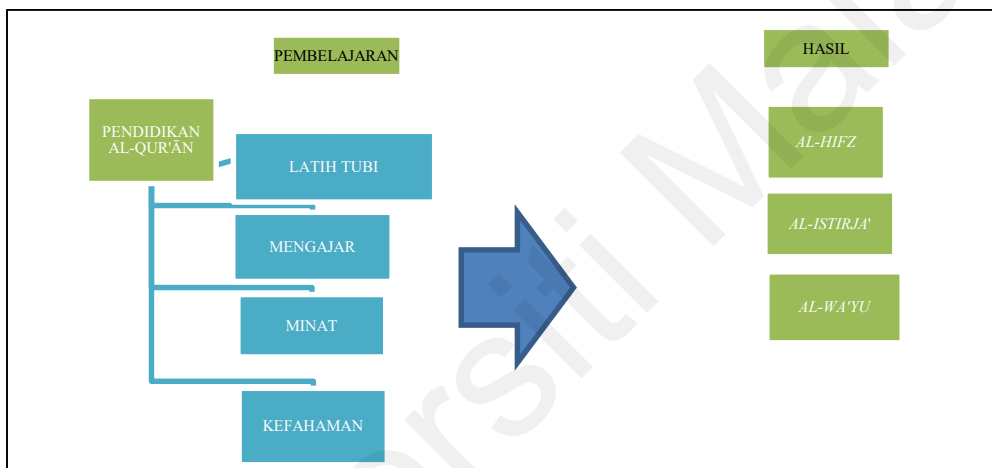 PEMBELAJARAN
HASIL
PENDIDIKAN
AL-QUR'ĀN
LATIH TUBI
MENGAJAR
MINAT
KEFAHAMAN
AL-HIFZ
AL-ISTIRJA'
AL-WA'YU